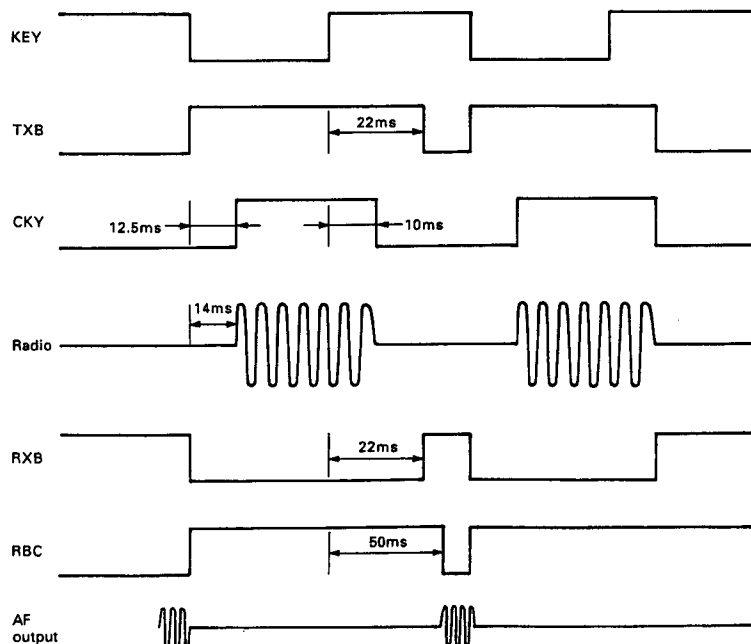 KEY
TXB
22ms
CKY
12.5ms
10ms
14ms
Radio
RXB
22ms
RBC
50ms
AF
output